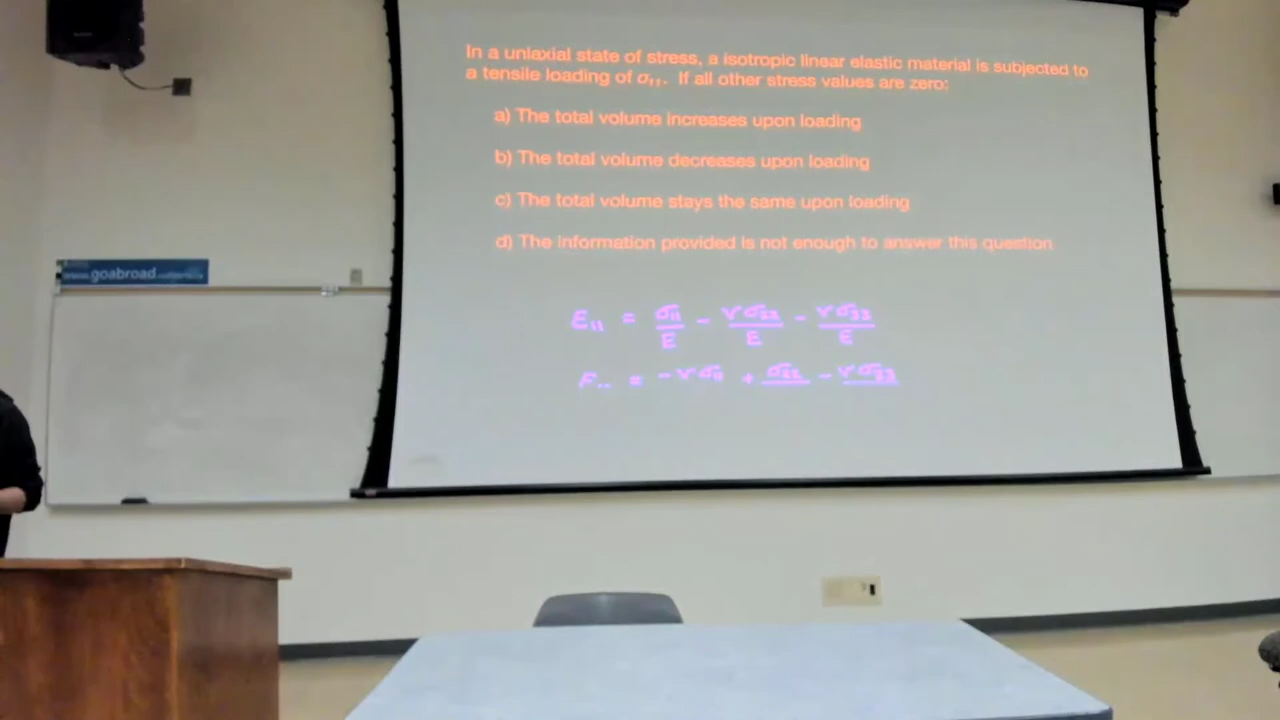 In a uniaxial state of stress, a isotropic linear elastic material is subjected to
a tensile loading of σ₁₁. If all other stress values are zero:
a) The total volume increases upon loading
b) The total volume decreases upon loading
c) The total volume stays the same upon loading
d) The information provided is not enough to answer this question
goabroad
ε₁₁ = σ₁₁/E - νσ₂₂/E - νσ₃₃/E
= -νσ₁₁ + σ₂₂ - νσ₃₃